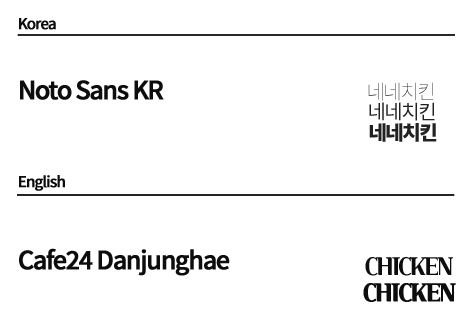 Korea
Noto Sans KR
네네치킨
네네치킨
네네치킨
English
Cafe24 Danjunghae
CHICKEN
CHICKEN